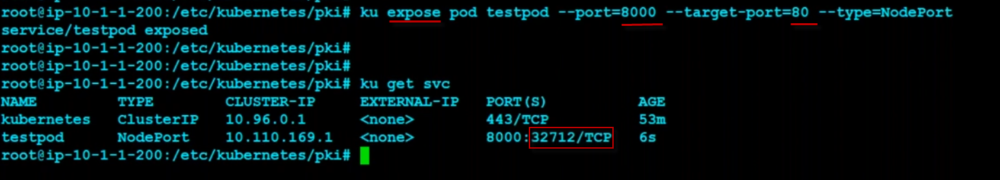 root@ip-10-1-1-200:/etc/kubernetes/pki# ku expose pod testpod --port=8000 --target-port=80 --type=NodePort
service/testpod exposed
root@ip-10-1-1-200:/etc/kubernetes/pki#
root@ip-10-1-1-200:/etc/kubernetes/pki#
root@ip-10-1-1-200:/etc/kubernetes/pki# ku get svc
NAME TYPE CLUSTER-IP EXTERNAL-IP PORT(S) AGE
kubernetes ClusterIP 10.96.0.1 <none> 443/TCP 53m
testpod NodePort 10.110.169.1 <none> 8000:32712/TCP 6s
root@ip-10-1-1-200:/etc/kubernetes/pki#